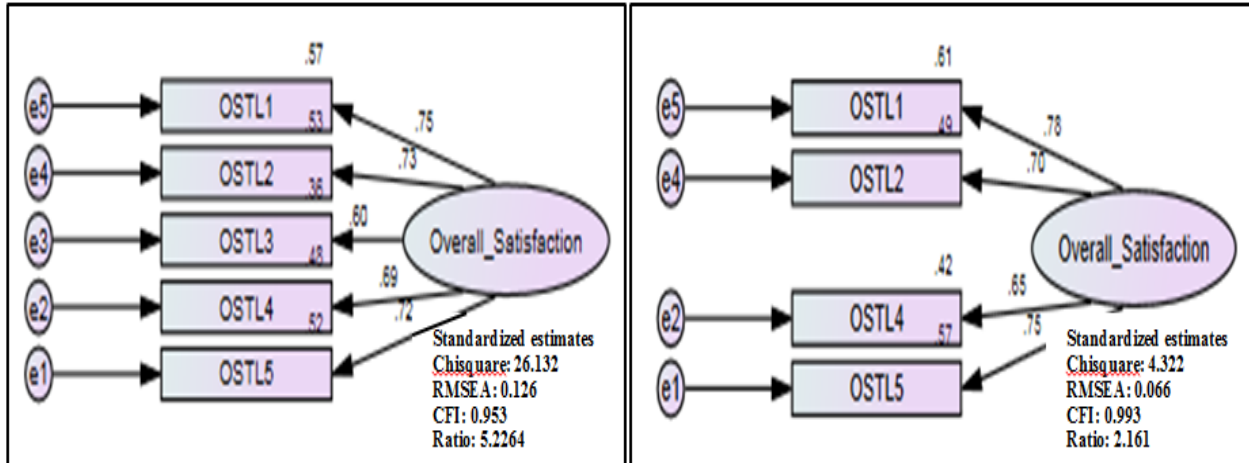 .57
e5
OSTL1
.75
.53
e4
OSTL2
.73
.36
e3
OSTL3
.60
Overall_Satisfaction
.48
e2
OSTL4
.69
.52
.72
e1
OSTL5
Standardized estimates
Chisquare: 26.132
RMSEA: 0.126
CFI: 0.953
Ratio: 5.2264
.61
e5
OSTL1
.78
.49
e4
OSTL2
.70
Overall_Satisfaction
.42
e2
OSTL4
.65
.57
.75
e1
OSTL5
Standardized estimates
Chisquare: 4.322
RMSEA: 0.066
CFI: 0.993
Ratio: 2.161